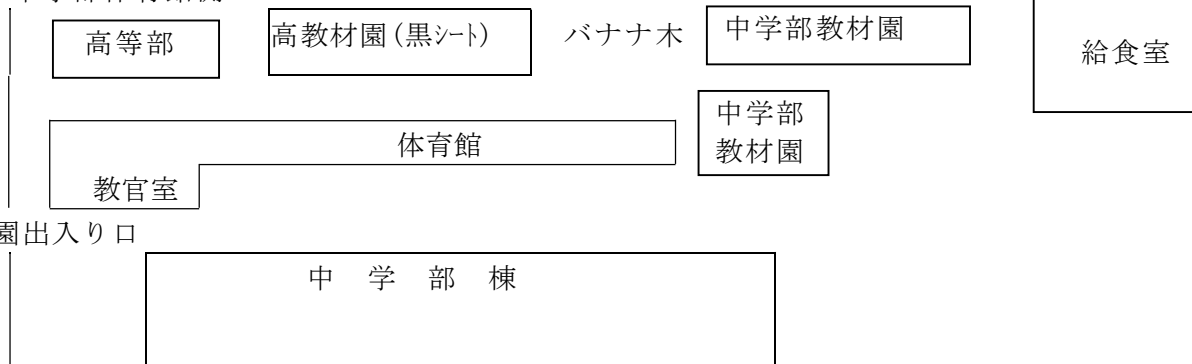 高等部
高教材園(黒シート)
バナナ木
中学部教材園
給食室
体育館
中学部
教材園
教官室
園出入り口
中学部棟